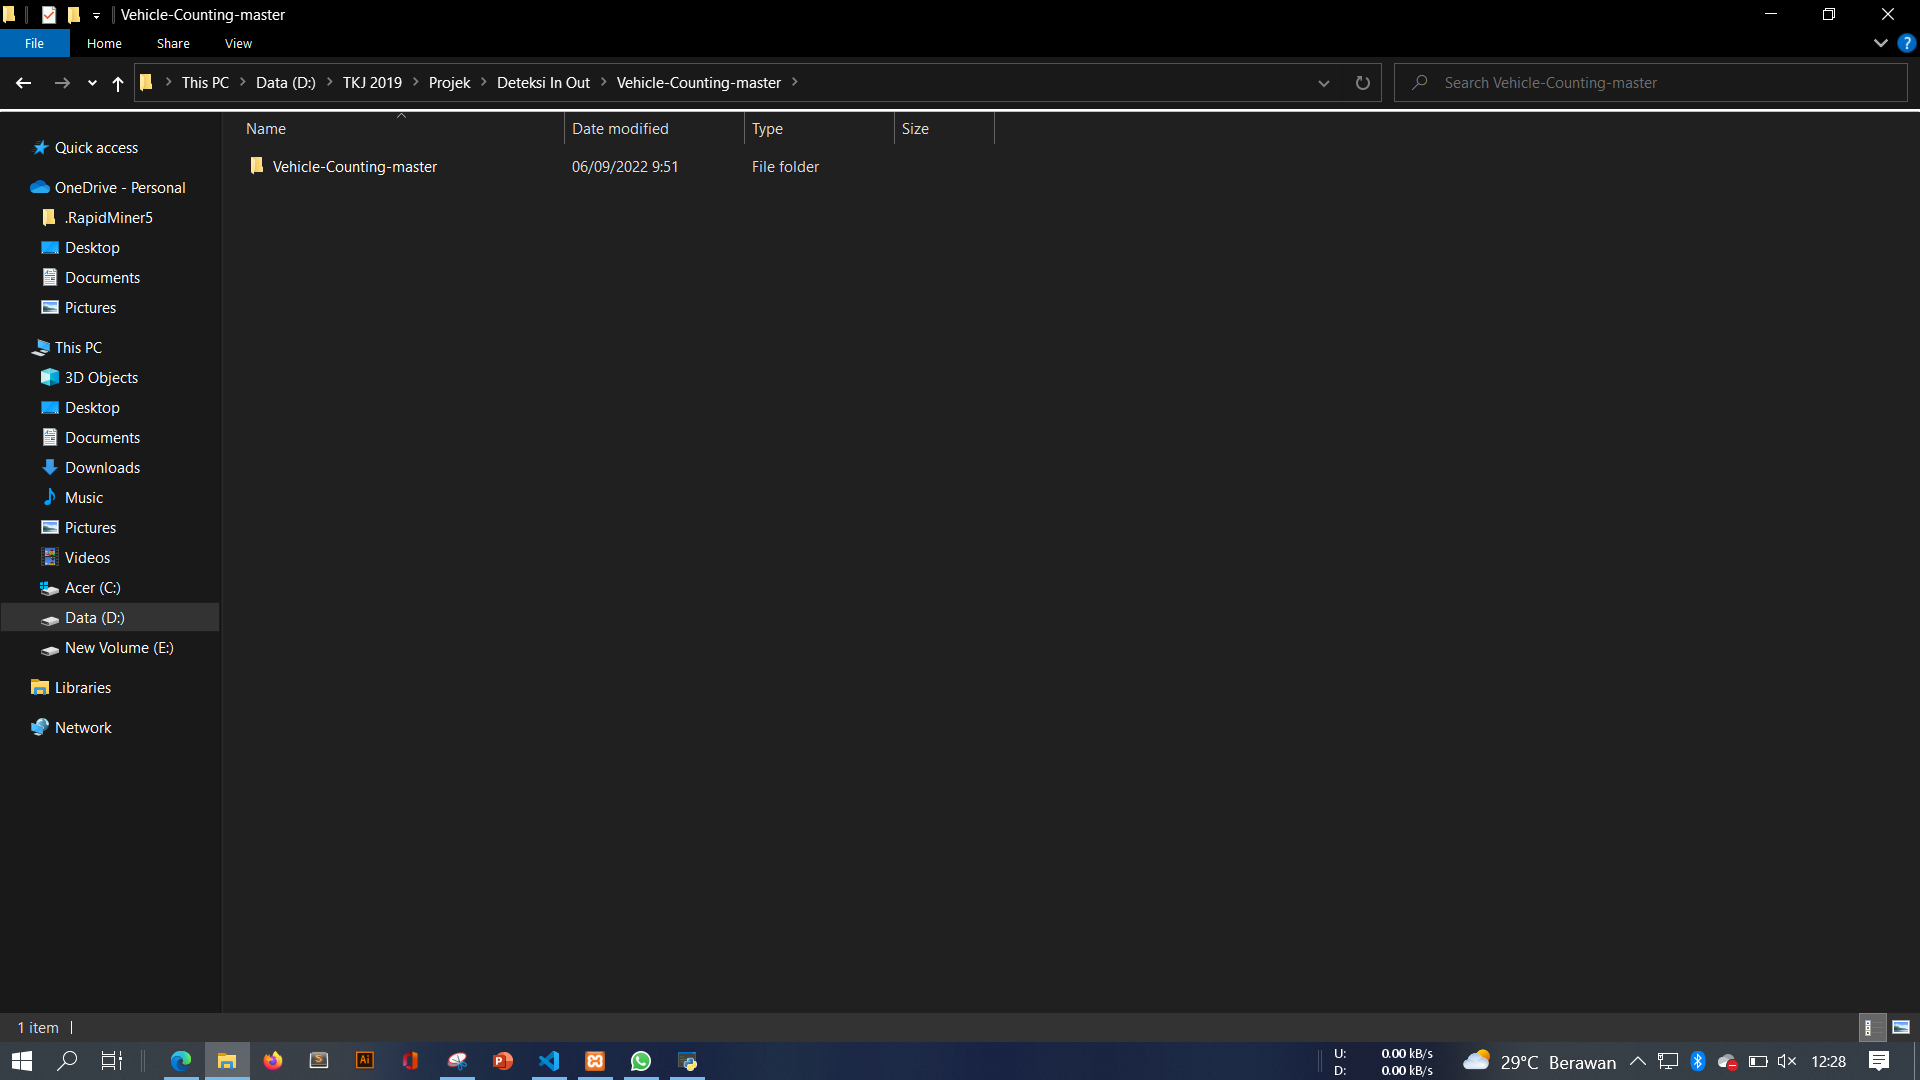 Vehicle-Counting-master
File Home Share View
This PC Data (D:) TKJ 2019 Projek Deteksi In Out Vehicle-Counting-master
Search Vehicle-Counting-master
Name Date modified Type Size
Vehicle-Counting-master 06/09/2022 9:51 File folder
Quick access
OneDrive - Personal
.RapidMiner5
Desktop
Documents
Pictures
This PC
3D Objects
Desktop
Documents
Downloads
Music
Pictures
Videos
Acer (C:)
Data (D:)
New Volume (E:)
Libraries
Network
1 item
U: 0.00 kB/s
D: 0.00 kB/s
29°C Berawan
12:28